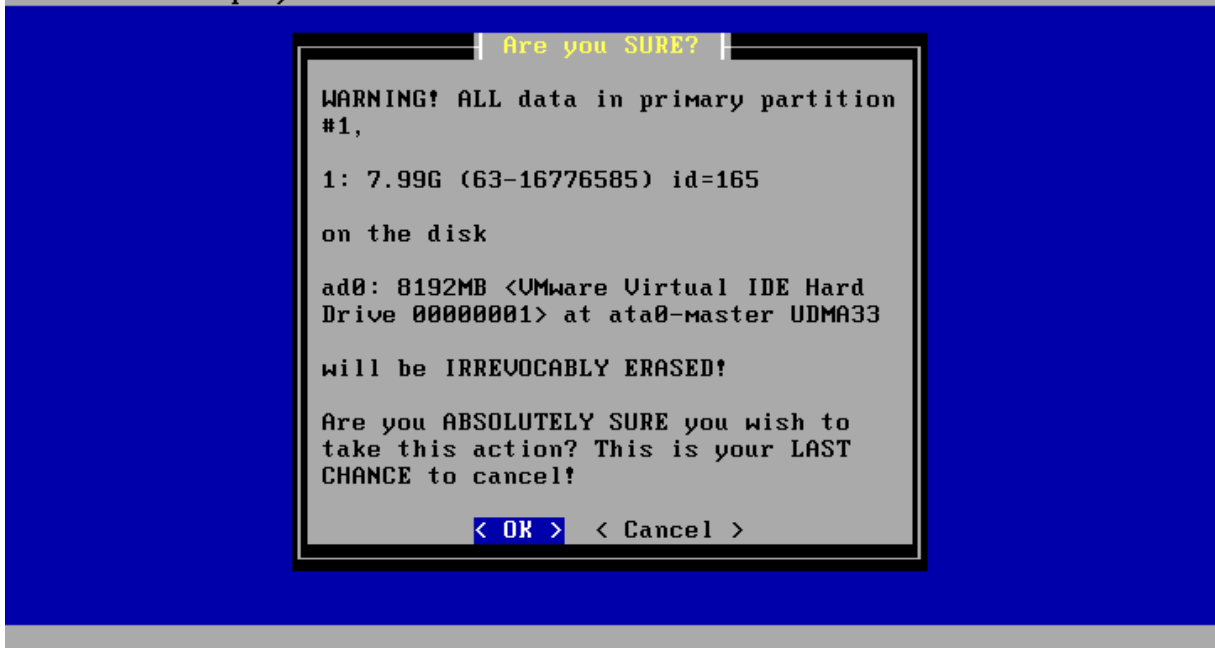 Are you SURE?
WARNING! ALL data in primary partition
#1,
1: 7.99G (63-16776585) id=165
on the disk
ad0: 8192MB <VMware Virtual IDE Hard
Drive 00000001> at ata0-master UDMA33
will be IRREVOCABLY ERASED!
Are you ABSOLUTELY SURE you wish to
take this action? This is your LAST
CHANCE to cancel!
< OK > < Cancel >